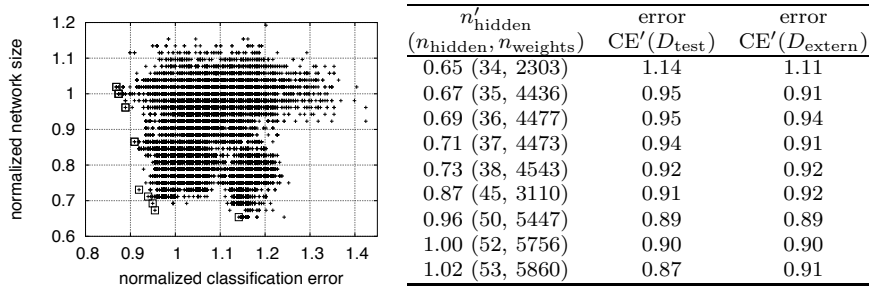 1.2
1.1
1
0.9
0.8
0.7
0.6
normalized network size
0.8 0.9 1 1.1 1.2 1.3 1.4
normalized classification error
n′hidden error error
(nhidden, nweights) CE′(Dtest) CE′(Dextern)
0.65 (34, 2303) 1.14 1.11
0.67 (35, 4436) 0.95 0.91
0.69 (36, 4477) 0.95 0.94
0.71 (37, 4473) 0.94 0.91
0.73 (38, 4543) 0.92 0.92
0.87 (45, 3110) 0.91 0.92
0.96 (50, 5447) 0.89 0.89
1.00 (52, 5756) 0.90 0.90
1.02 (53, 5860) 0.87 0.91